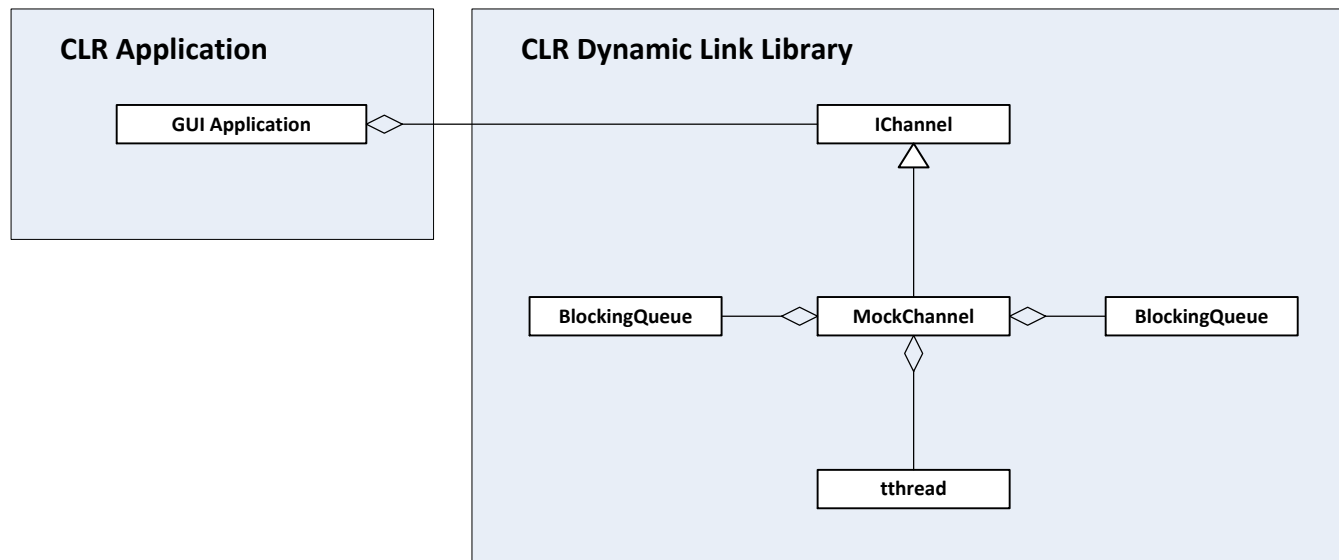 CLR Application
CLR Dynamic Link Library
GUI Application
IChannel
BlockingQueue
MockChannel
BlockingQueue
tthread